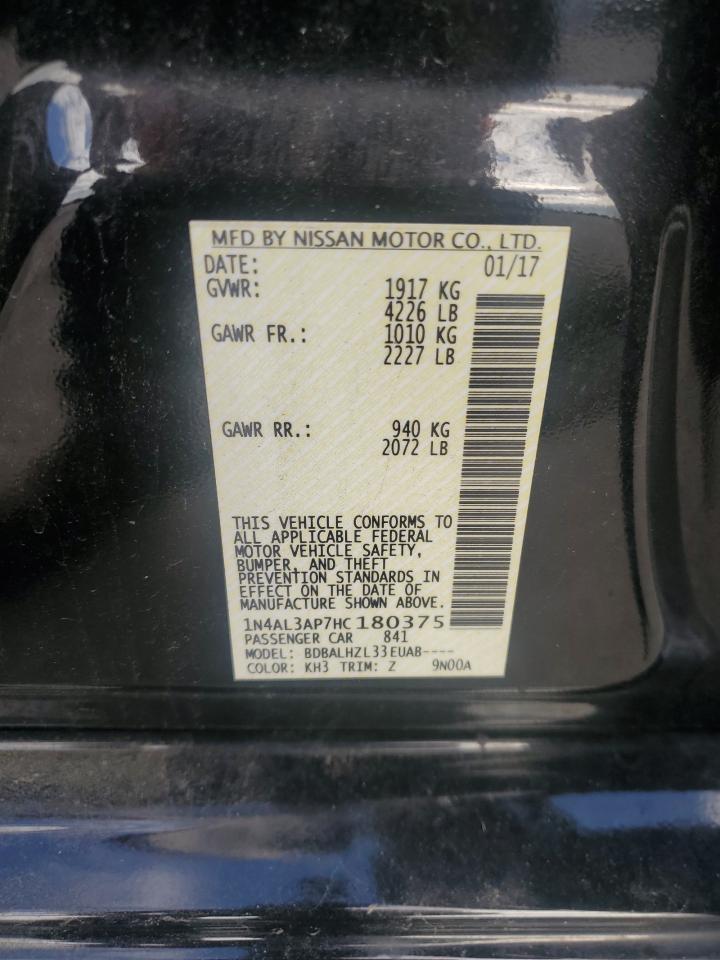 MFD BY NISSAN MOTOR CO., LTD.
DATE: 01/17
GVWR: 1917 KG
4226 LB
GAWR FR.: 1010 KG
2227 LB
GAWR RR.: 940 KG
2072 LB
THIS VEHICLE CONFORMS TO
ALL APPLICABLE FEDERAL
MOTOR VEHICLE SAFETY,
BUMPER, AND THEFT
PREVENTION STANDARDS IN
EFFECT ON THE DATE OF
MANUFACTURE SHOWN ABOVE.
1N4AL3AP7HC180375
PASSENGER CAR 841
MODEL: BDBALHZL33EUAB----
COLOR: KH3 TRIM: Z 9N00A